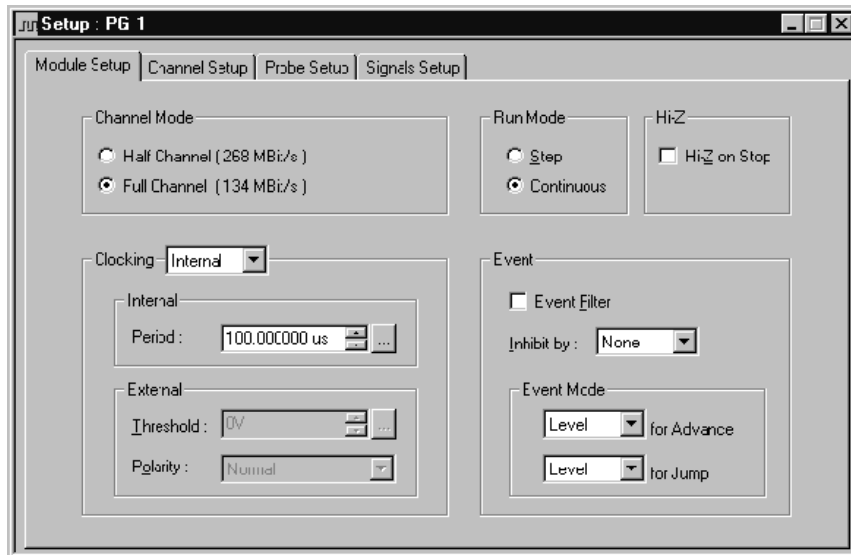 Setup : PG 1
Module Setup Channel Setup Probe Setup Signals Setup
Channel Mode
Half Channel ( 268 MBit/s )
Full Channel ( 134 MBit/s )
Run Mode
Step
Continuous
Hi-Z
Hi-Z on Stop
Clocking Internal
Internal
Period : 100.000000 us ...
External
Threshold : 0V ...
Polarity : Normal
Event
Event Filter
Inhibit by : None
Event Mode
Level for Advance
Level for Jump